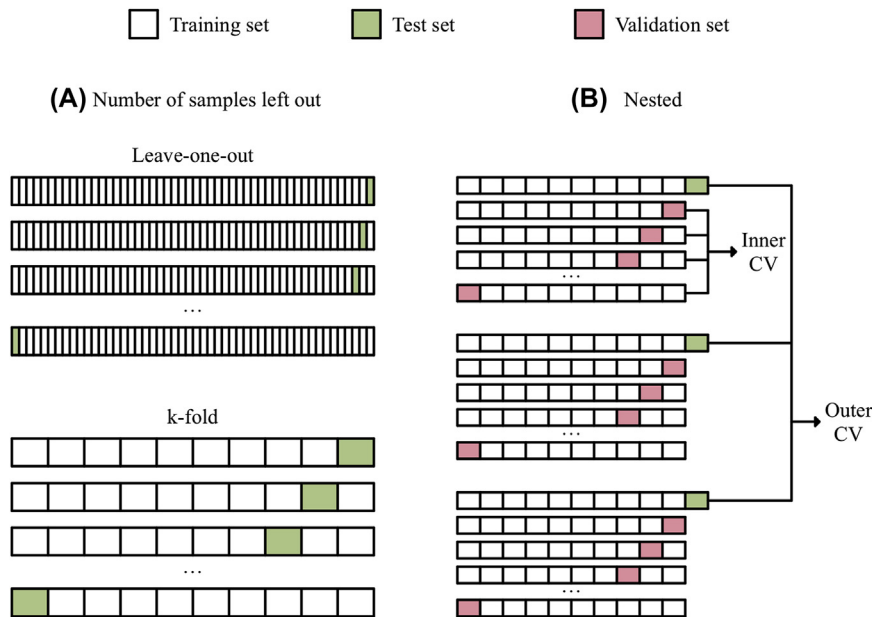 Training set
Test set
Validation set
(A) Number of samples left out
(B) Nested
Leave-one-out
...
k-fold
...
...
Inner
CV
...
Outer
CV
...